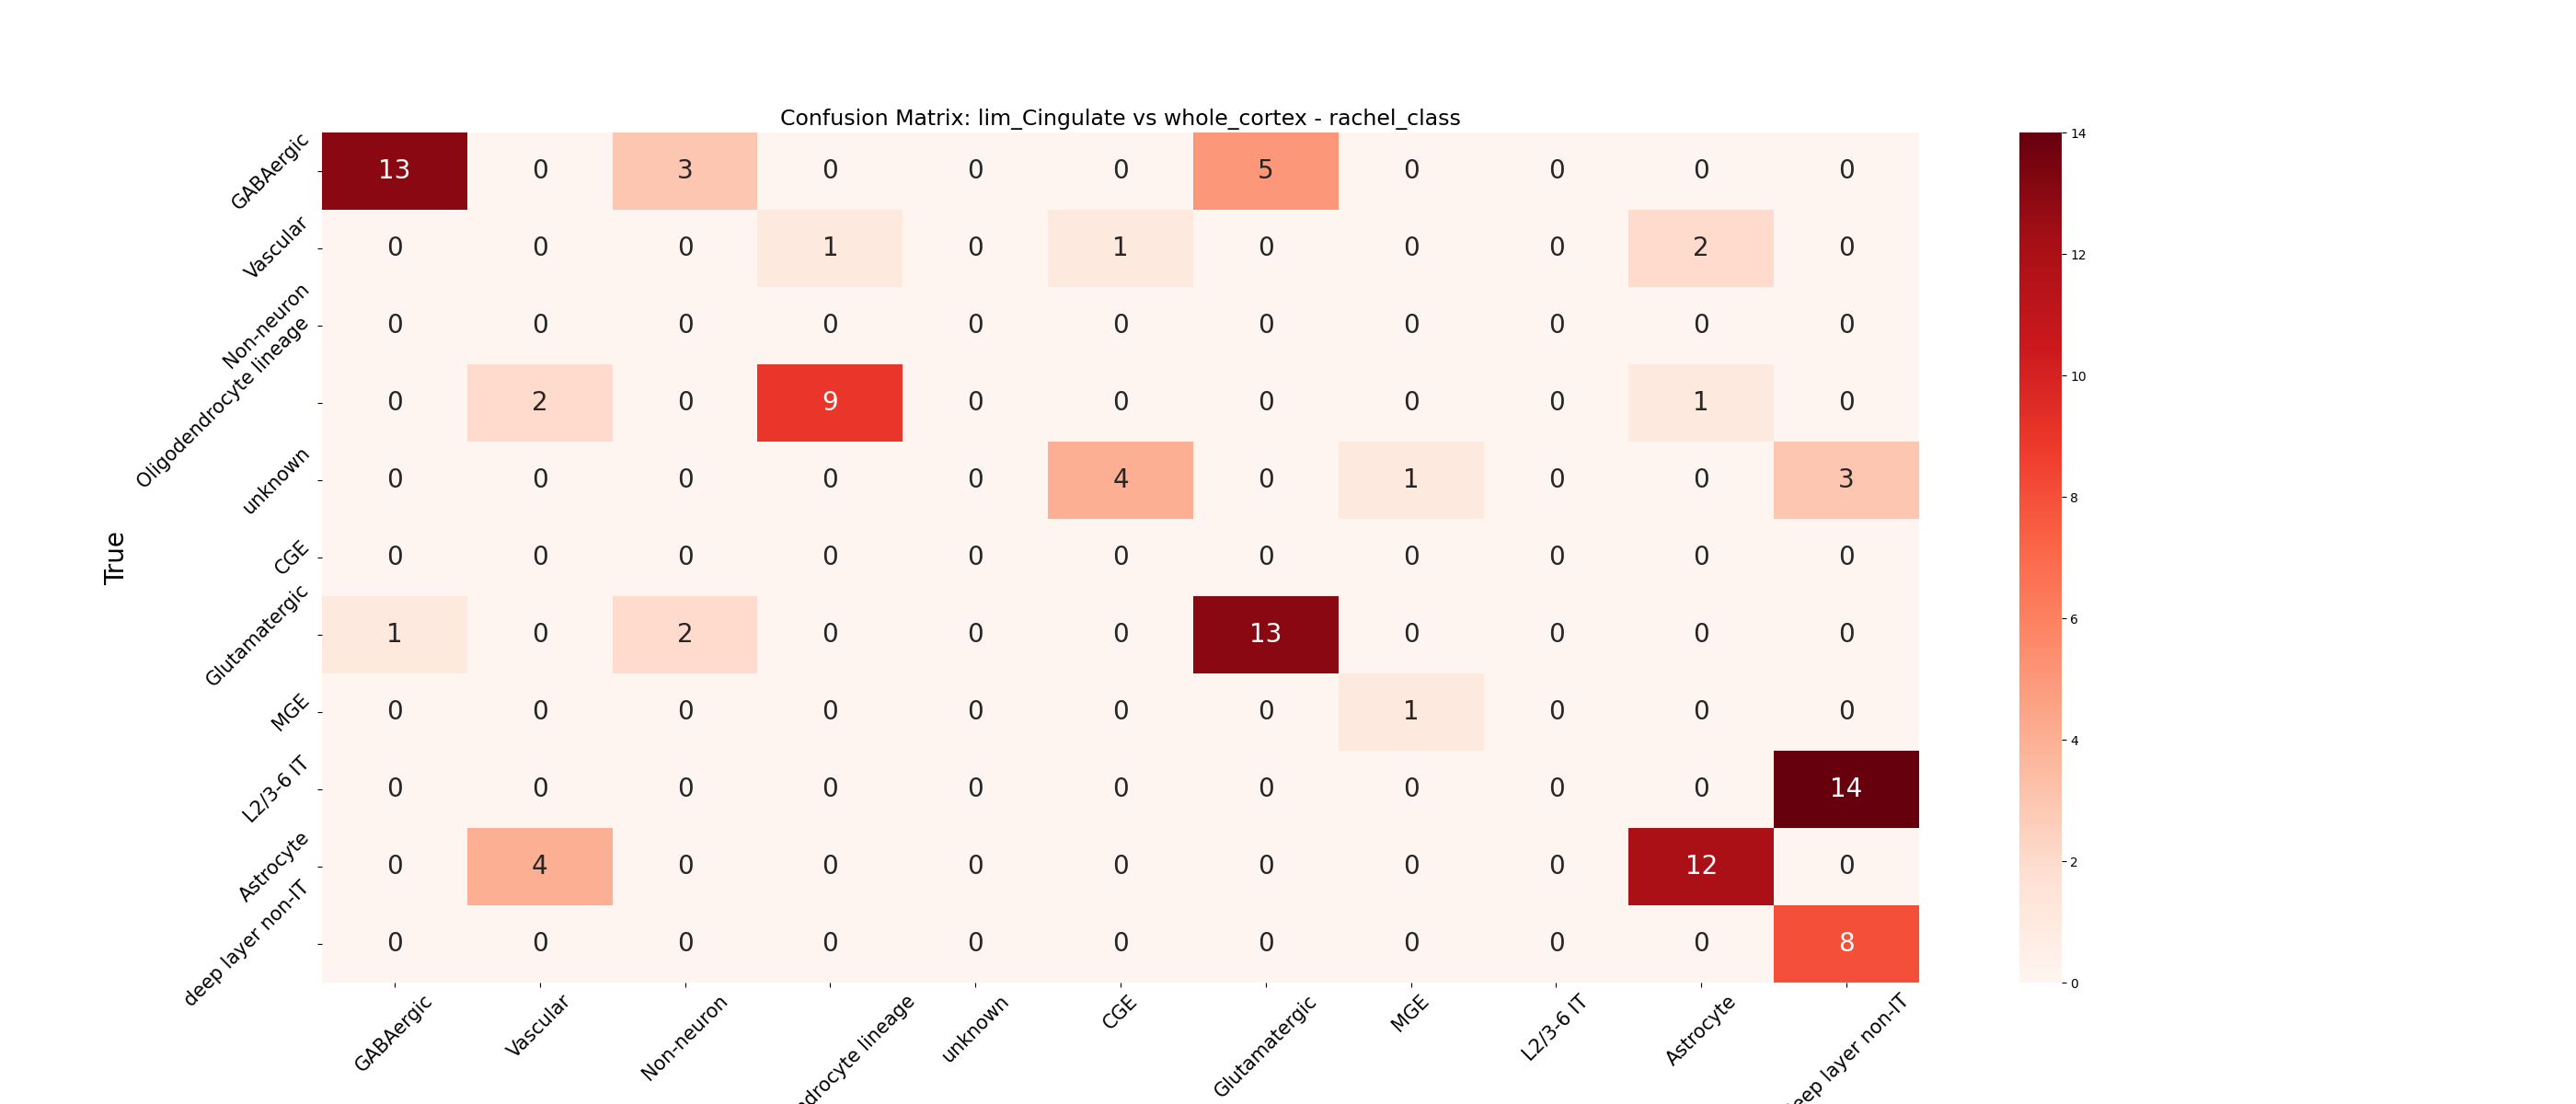 Confusion Matrix: lim_Cingulate vs whole_cortex - rachel_class
GABAergic 13 0 3 0 0 0 5 0 0 0 0
Vascular 0 0 0 1 0 1 0 0 0 2 0
Non-neuron 0 0 0 0 0 0 0 0 0 0 0
Oligodendrocyte lineage 0 2 0 9 0 0 0 0 0 1 0
unknown 0 0 0 0 0 4 0 1 0 0 3
CGE 0 0 0 0 0 0 0 0 0 0 0
Glutamatergic 1 0 2 0 0 0 13 0 0 0 0
MGE 0 0 0 0 0 0 0 1 0 0 0
L2/3-6 IT 0 0 0 0 0 0 0 0 0 0 14
Astrocyte 0 4 0 0 0 0 0 0 0 12 0
deep layer non-IT 0 0 0 0 0 0 0 0 0 0 8
True
GABAergic Vascular Non-neuron ndrocyte lineage unknown CGE Glutamatergic MGE L2/3-6 IT Astrocyte eep layer non-IT
14
12
10
8
6
4
2
0